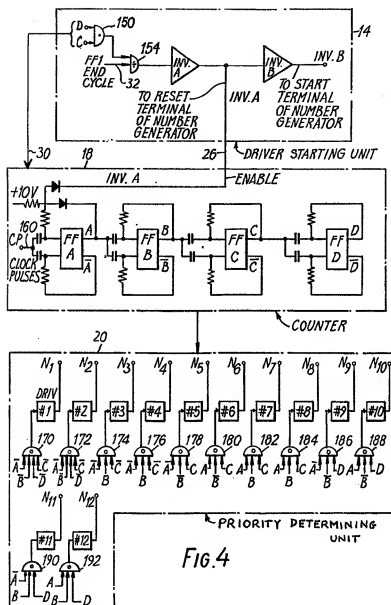 D
C
150
14
154
FF1
END
CYCLE
32
INV.
A
INV.
B
INV. B
TO RESET
TERMINAL
OF NUMBER
GENERATOR
INV.A
TO START
TERMINAL
OF NUMBER
GENERATOR
30
18
26
DRIVER STARTING UNIT
INV. A
ENABLE
+10V
160
C.P.
CLOCK
PULSES
FF
A
A
A̅
FF
B
B
B̅
FF
C
C
C̅
FF
D
D
D̅
COUNTER
20
N1 N2 N3 N4 N5 N6 N7 N8 N9 N10
DRIV
#1 #2 #3 #4 #5 #6 #7 #8 #9 #10
170 172 174 176 178 180 182 184 186 188
N11 N12
#11 #12
190 192
A̅ B D
A B D
PRIORITY DETERMINING
UNIT
FIG.4